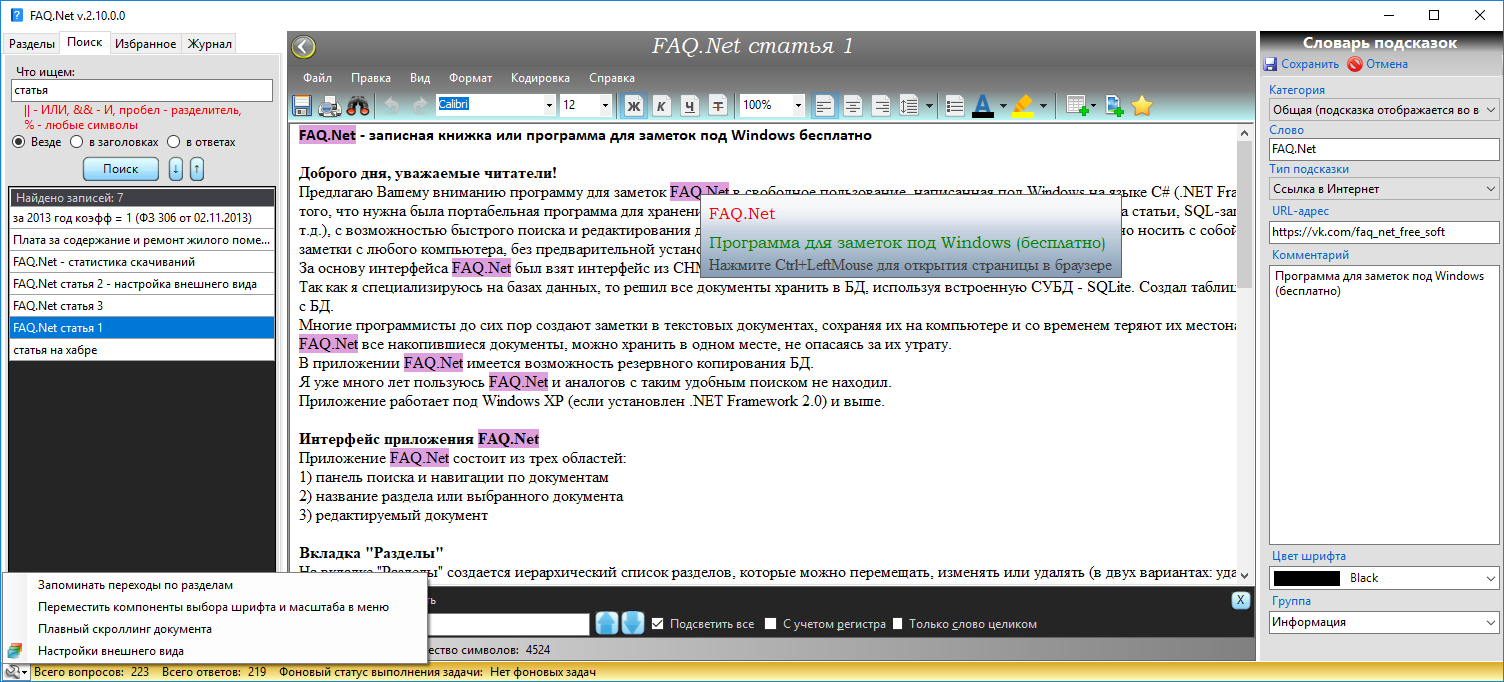 FAQ.Net v.2.10.0.0
Разделы Поиск Избранное Журнал
Что ищем:
статья
|| - ИЛИ, && - И, пробел - разделитель,
% - любые символы
Везде в заголовках в ответах
Поиск ↓ ↑
Найдено записей: 7
за 2013 год коэфф = 1 (ФЗ 306 от 02.11.2013)
Плата за содержание и ремонт жилого поме...
FAQ.Net - статистика скачиваний
FAQ.Net статья 2 - настройка внешнего вида
FAQ.Net статья 3
FAQ.Net статья 1
статья на хабре
Запоминать переходы по разделам
Переместить компоненты выбора шрифта и масштаба в меню
Плавный скроллинг документа
Настройки внешнего вида
FAQ.Net статья 1
Файл Правка Вид Формат Кодировка Справка
Calibri 12 Ж К Ч Т 100% A
FAQ.Net - записная книжка или программа для заметок под Windows бесплатно
Доброго дня, уважаемые читатели!
Предлагаю Вашему вниманию программу для заметок FAQ.Net в свободное пользование, написанная под Windows на языке C# (.NET Fra
того, что нужна была портабельная программа для хранени а статьи, SQL-заг
т.д.), с возможностью быстрого поиска и редактирования д но носить с собой
заметки с любого компьютера, без предварительной устано
За основу интерфейса FAQ.Net был взят интерфейс из CHM
Так как я специализируюсь на базах данных, то решил все документы хранить в БД, используя встроенную СУБД - SQLite. Создал таблиц
с БД.
Многие программисты до сих пор создают заметки в текстовых документах, сохраняя их на компьютере и со временем теряют их местона
FAQ.Net все накопившиеся документы, можно хранить в одном месте, не опасаясь за их утрату.
В приложении FAQ.Net имеется возможность резервного копирования БД.
Я уже много лет пользуюсь FAQ.Net и аналогов с таким удобным поиском не находил.
Приложение работает под Windows XP (если установлен .NET Framework 2.0) и выше.
Интерфейс приложения FAQ.Net
Приложение FAQ.Net состоит из трех областей:
1) панель поиска и навигации по документам
2) название раздела или выбранного документа
3) редактируемый документ
Вкладка "Разделы"
На вкладке "Разделы" создается иерархический список разделов, которые можно перемещать, изменять или удалять (в двух вариантах: уда
FAQ.Net
Программа для заметок под Windows (бесплатно)
Нажмите Ctrl+LeftMouse для открытия страницы в браузере
ть X
Подсветить все С учетом регистра Только слово целиком
ество символов: 4524
Словарь подсказок
Сохранить Отмена
Категория
Общая (подсказка отображается во в
Слово
FAQ.Net
Тип подсказки
Ссылка в Интернет
URL-адрес
https://vk.com/faq_net_free_soft
Комментарий
Программа для заметок под Windows
(бесплатно)
Цвет шрифта
Black
Группа
Информация
Всего вопросов: 223 Всего ответов: 219 Фоновый статус выполнения задачи: Нет фоновых задач